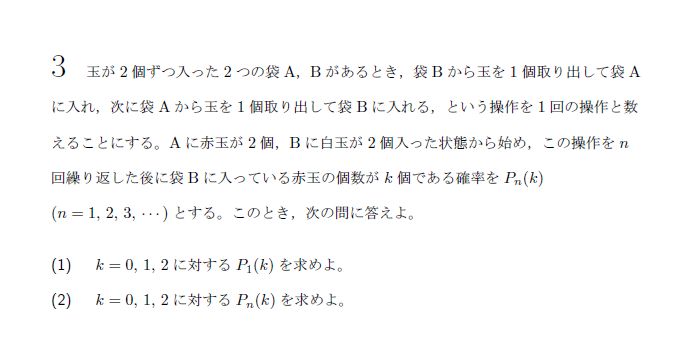 3 玉が 2 個ずつ入った 2 つの袋 A，B があるとき，袋 B から玉を 1 個取り出して袋 A
に入れ，次に袋 A から玉を 1 個取り出して袋 B に入れる，という操作を 1 回の操作と数
えることにする。A に赤玉が 2 個，B に白玉が 2 個入った状態から始め，この操作を n
回繰り返した後に袋 B に入っている赤玉の個数が k 個である確率を Pn(k)
(n = 1, 2, 3, ···) とする。このとき，次の問に答えよ。
(1) k = 0, 1, 2 に対する P1(k) を求めよ。
(2) k = 0, 1, 2 に対する Pn(k) を求めよ。